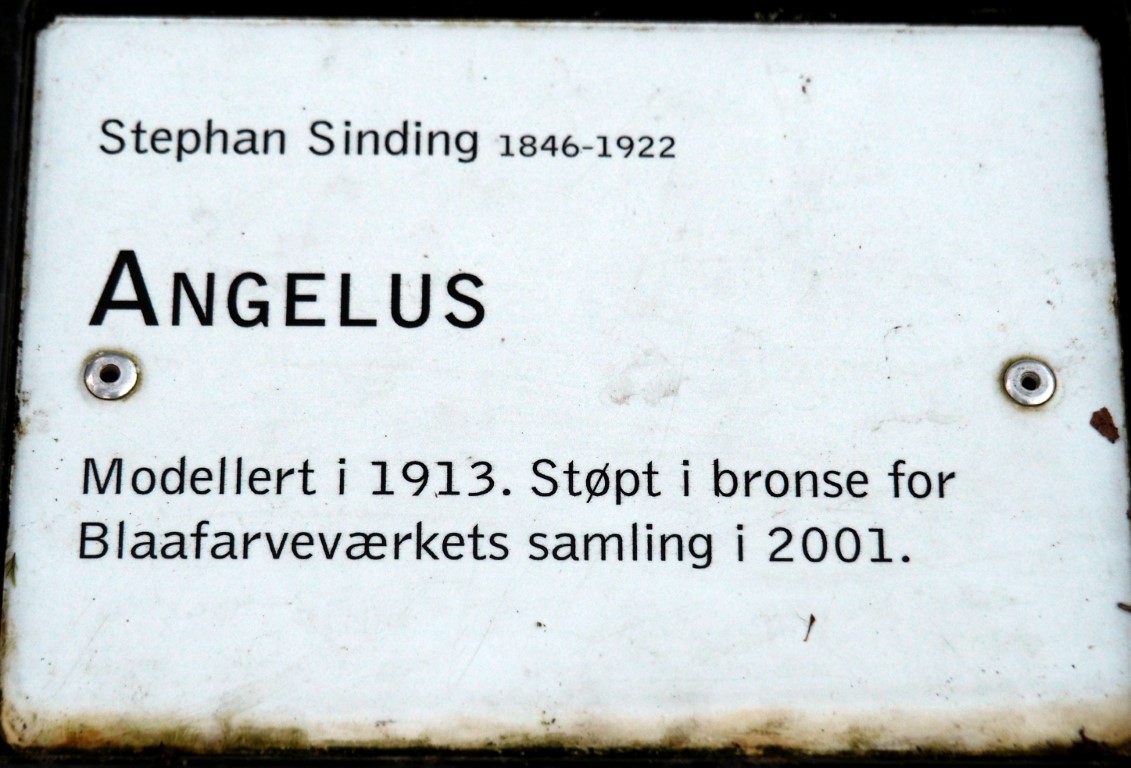 Stephan Sinding 1846-1922
ANGELUS
Modellert i 1913. Støpt i bronse for
Blaafarveværkets samling i 2001.